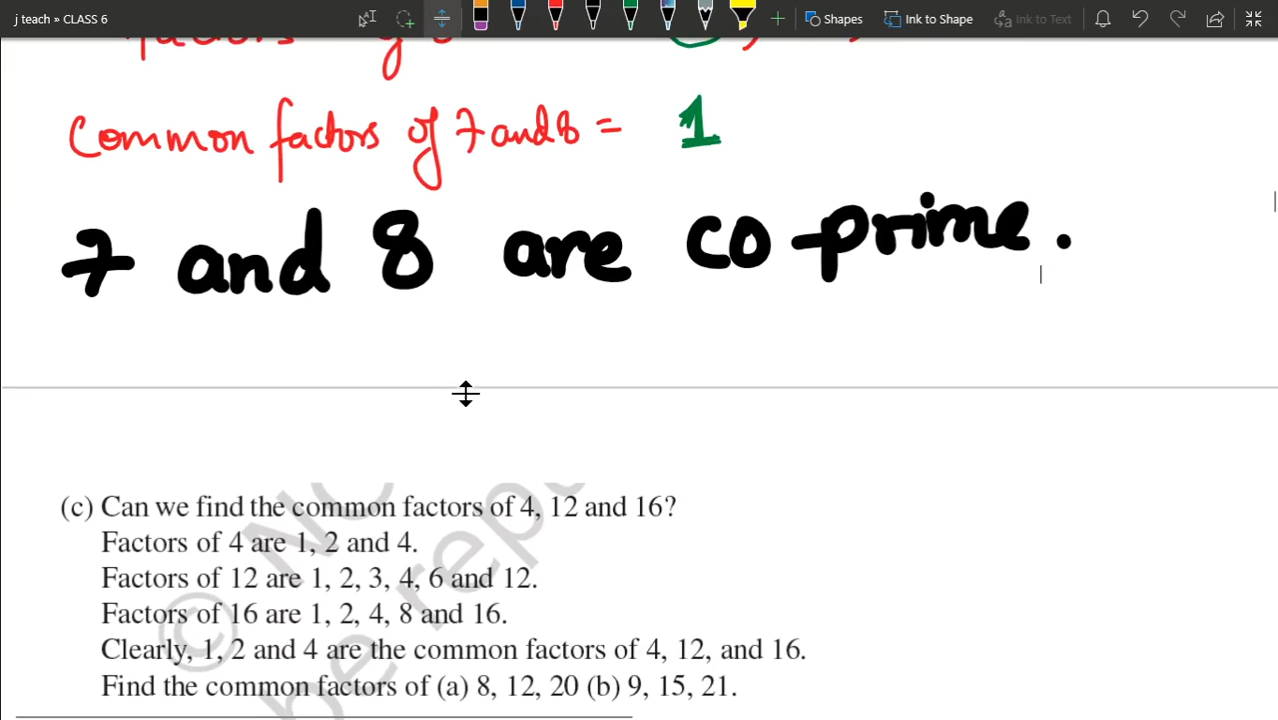 j teach » CLASS 6
Shapes
Ink to Shape
Ink to Text
factors of
Common factors of 7 and 8 = 1
7 and 8 are co-prime.
(c) Can we find the common factors of 4, 12 and 16?
Factors of 4 are 1, 2 and 4.
Factors of 12 are 1, 2, 3, 4, 6 and 12.
Factors of 16 are 1, 2, 4, 8 and 16.
Clearly, 1, 2 and 4 are the common factors of 4, 12, and 16.
Find the common factors of (a) 8, 12, 20 (b) 9, 15, 21.